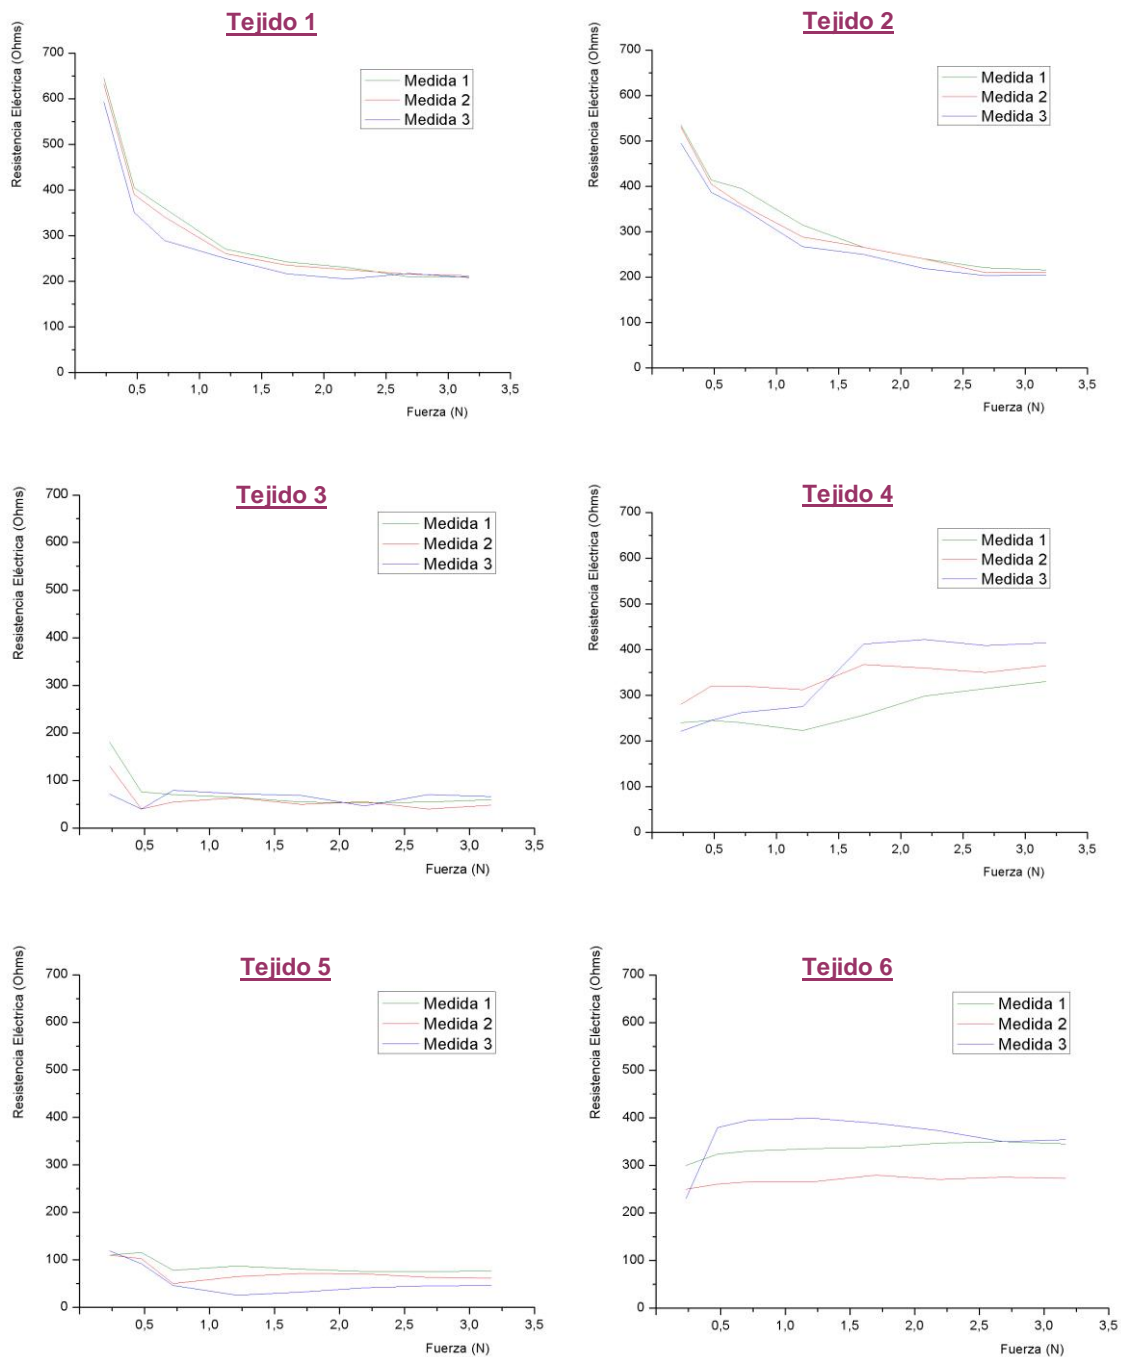 Tejido 1
Resistencia Eléctrica (Ohms)
700
600
500
400
300
200
100
0
Medida 1
Medida 2
Medida 3
0,5 1,0 1,5 2,0 2,5 3,0 3,5
Fuerza (N)
Tejido 2
Resistencia Eléctrica (Ohms)
700
600
500
400
300
200
100
0
Medida 1
Medida 2
Medida 3
0,5 1,0 1,5 2,0 2,5 3,0 3,5
Fuerza (N)
Tejido 3
Resistencia Eléctrica (Ohms)
700
600
500
400
300
200
100
0
Medida 1
Medida 2
Medida 3
0,5 1,0 1,5 2,0 2,5 3,0 3,5
Fuerza (N)
Tejido 4
Resistencia Eléctrica (Ohms)
700
600
500
400
300
200
100
0
Medida 1
Medida 2
Medida 3
0,5 1,0 1,5 2,0 2,5 3,0 3,5
Fuerza (N)
Tejido 5
Resistencia Eléctrica (Ohms)
700
600
500
400
300
200
100
0
Medida 1
Medida 2
Medida 3
0,5 1,0 1,5 2,0 2,5 3,0 3,5
Fuerza (N)
Tejido 6
Resistencia Eléctrica (Ohms)
700
600
500
400
300
200
100
0
Medida 1
Medida 2
Medida 3
0,5 1,0 1,5 2,0 2,5 3,0 3,5
Fuerza (N)